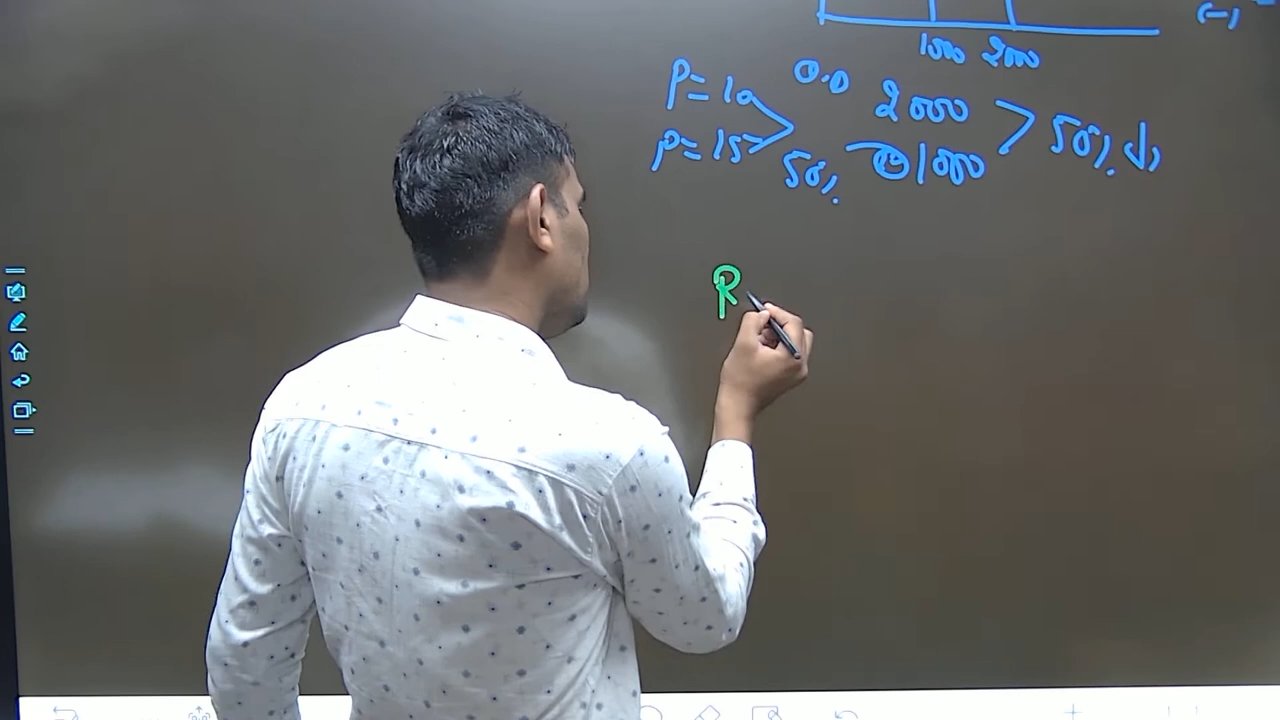 (-)
1000 2000
P = 10 2000
P = 15 50%. 1000 > 50%. ↓
R